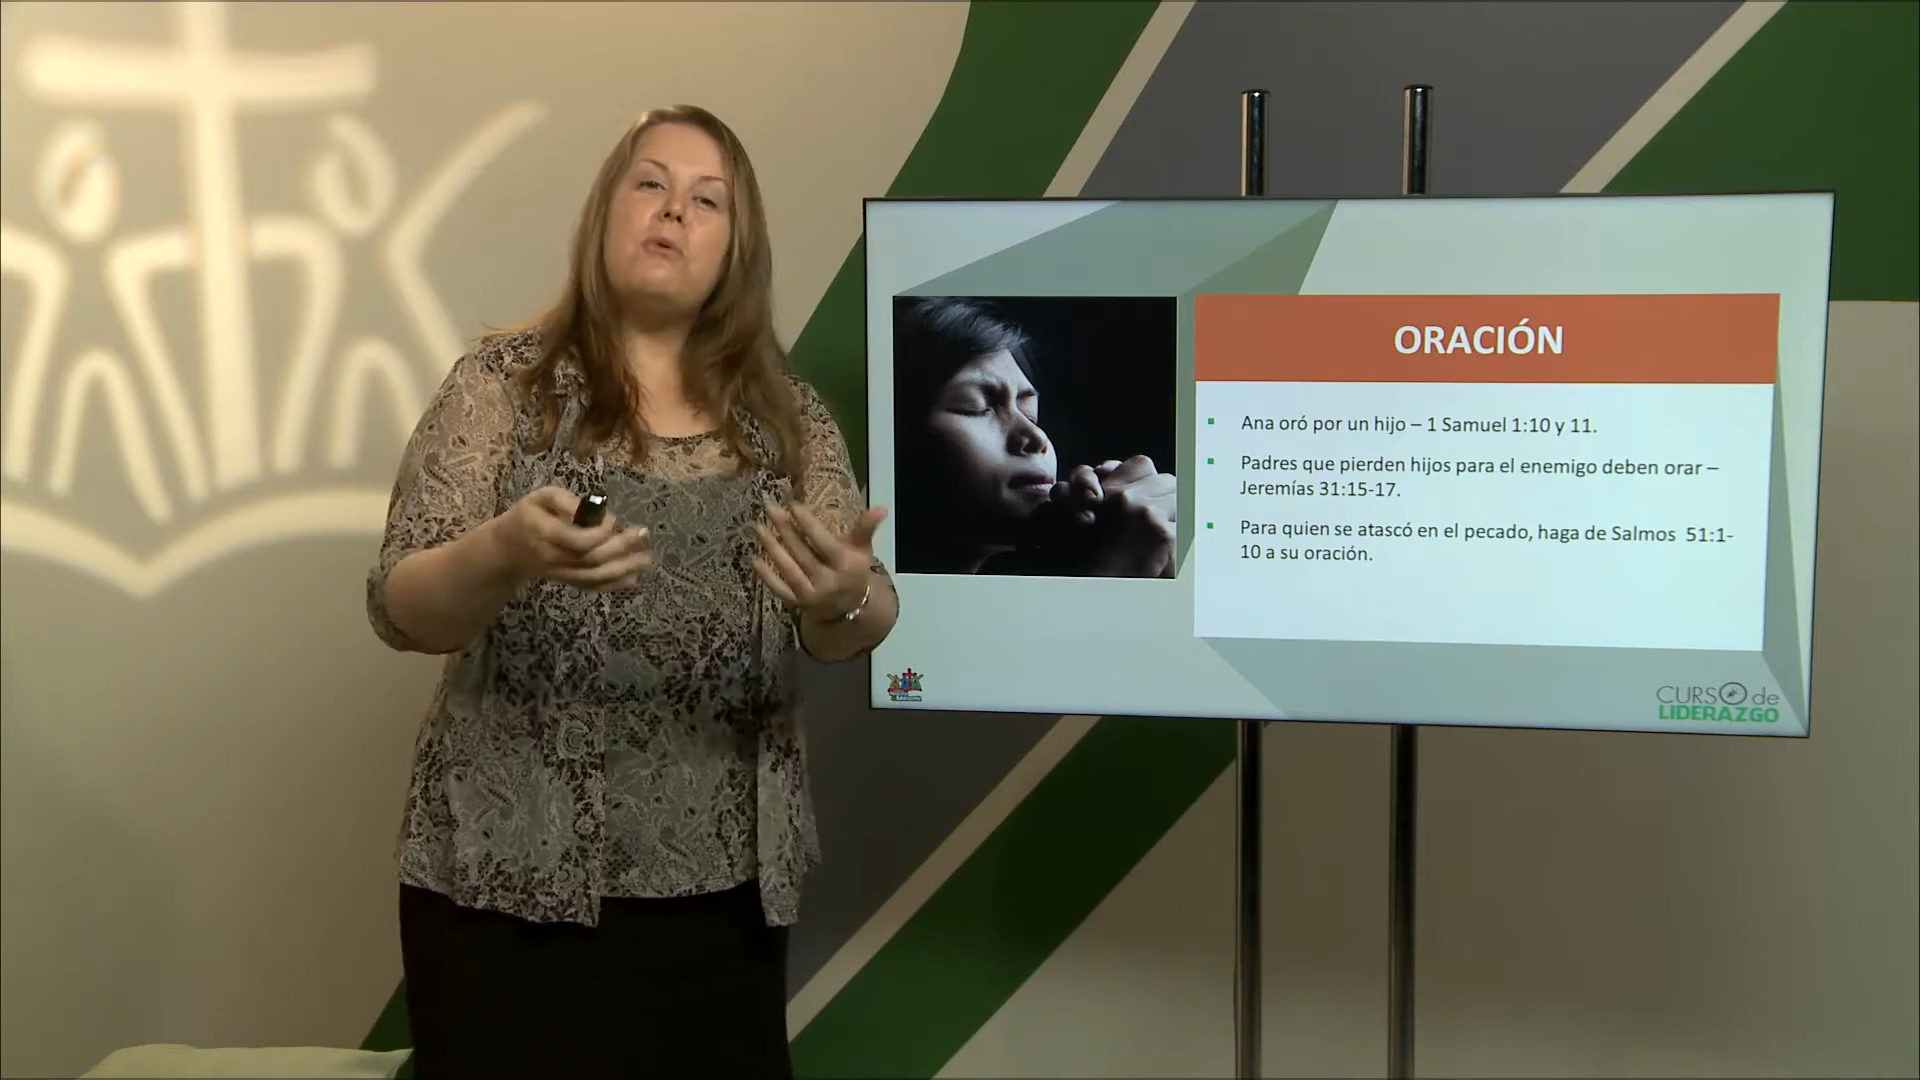 ORACIÓN
Ana oró por un hijo – 1 Samuel 1:10 y 11.
Padres que pierden hijos para el enemigo deben orar –
Jeremías 31:15-17.
Para quien se atascó en el pecado, haga de Salmos 51:1-
10 a su oración.
CURSO de
LIDERAZGO